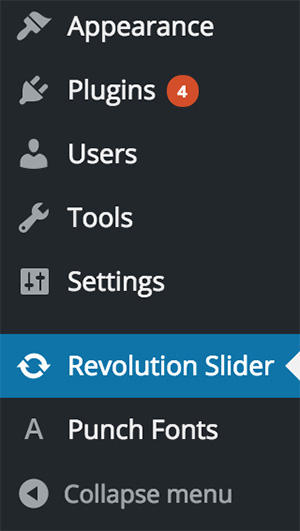 Appearance
Plugins 4
Users
Tools
Settings
Revolution Slider
A Punch Fonts
Collapse menu